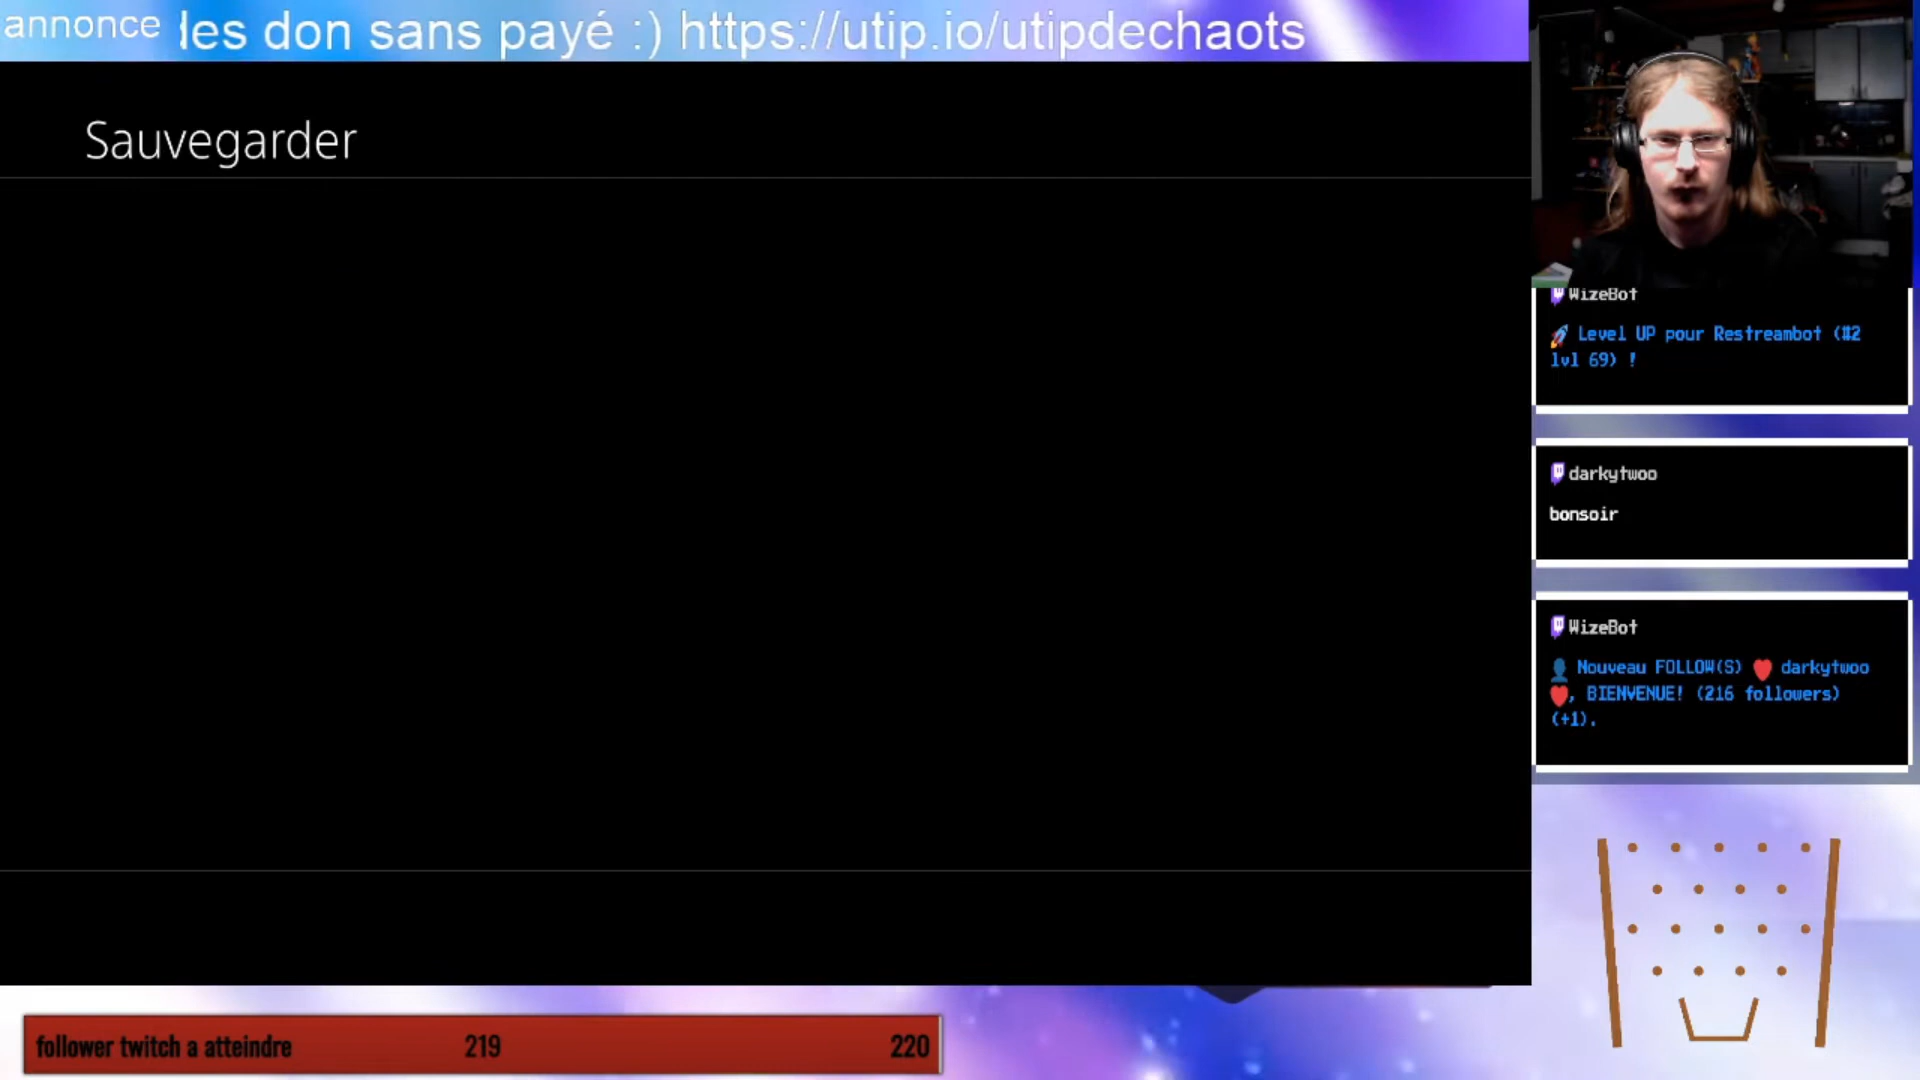 annonce les don sans payé :) https://utip.io/utipdechaots
Sauvegarder
WizeBot
Level UP pour Restreambot (#2
lvl 69) !
darkytwoo
bonsoir
WizeBot
Nouveau FOLLOW(S) darkytwoo
, BIENVENUE! (216 followers)
(+1).
follower twitch a atteindre 219 220